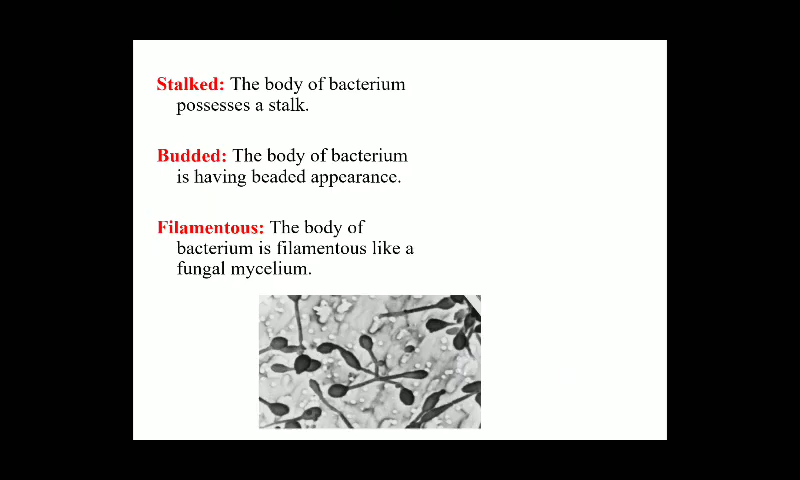 Stalked: The body of bacterium
possesses a stalk.
Budded: The body of bacterium
is having beaded appearance.
Filamentous: The body of
bacterium is filamentous like a
fungal mycelium.